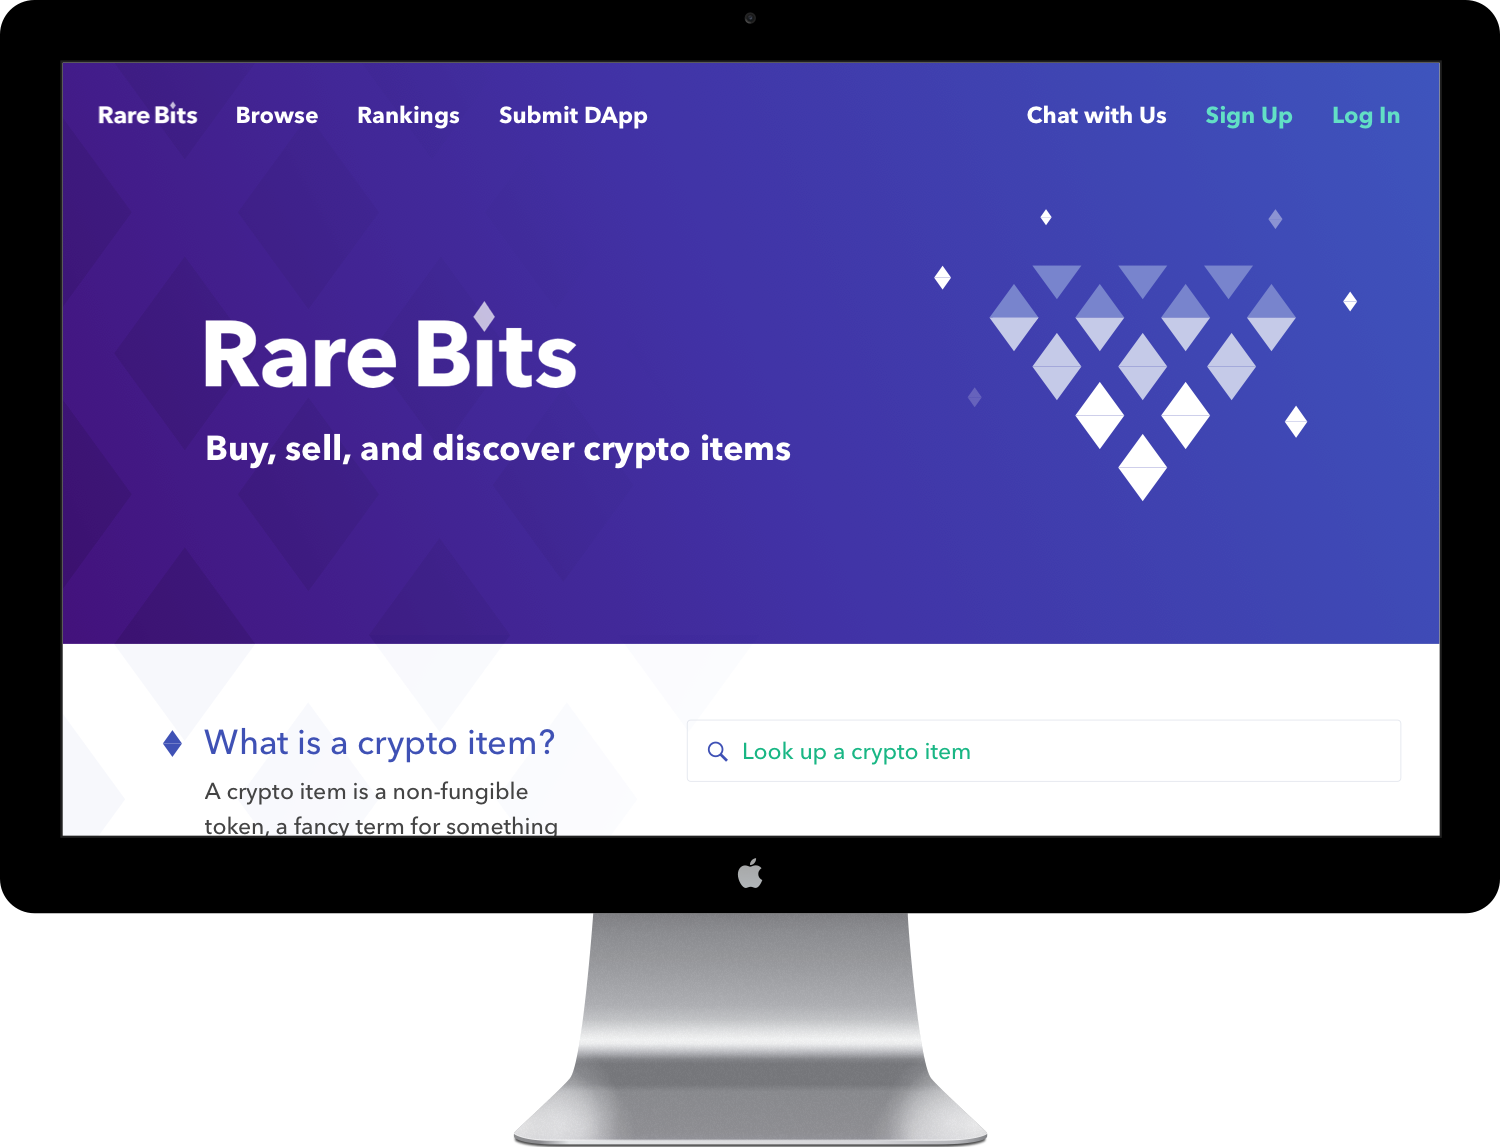 Rare Bits Browse Rankings Submit DApp Chat with Us Sign Up Log In
Rare Bits
Buy, sell, and discover crypto items
What is a crypto item?
Look up a crypto item
A crypto item is a non-fungible
token, a fancy term for something